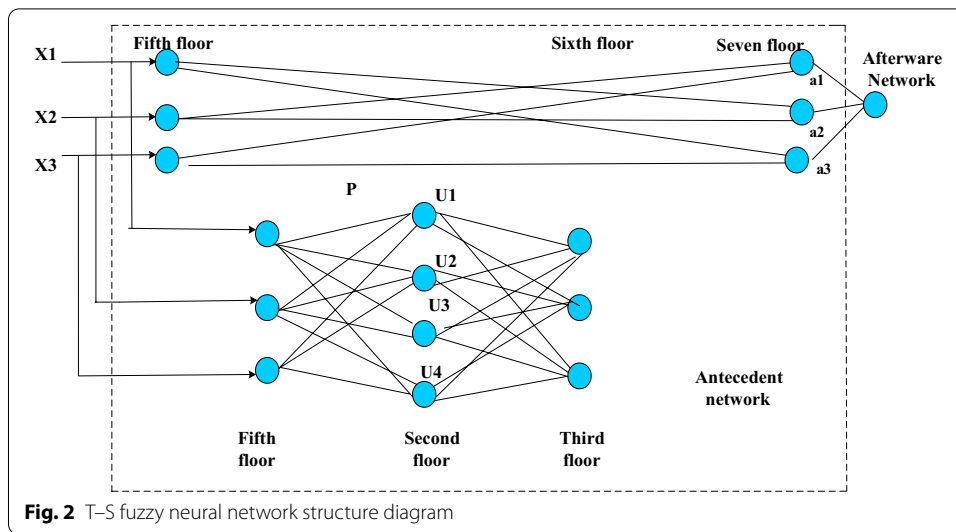 X1
Fifth floor
Sixth floor
Seven floor
Afterware
Network
a1
X2
a2
X3
a3
P
U1
U2
U3
U4
Antecedent
network
Fifth
floor
Second
floor
Third
floor
Fig. 2 T–S fuzzy neural network structure diagram